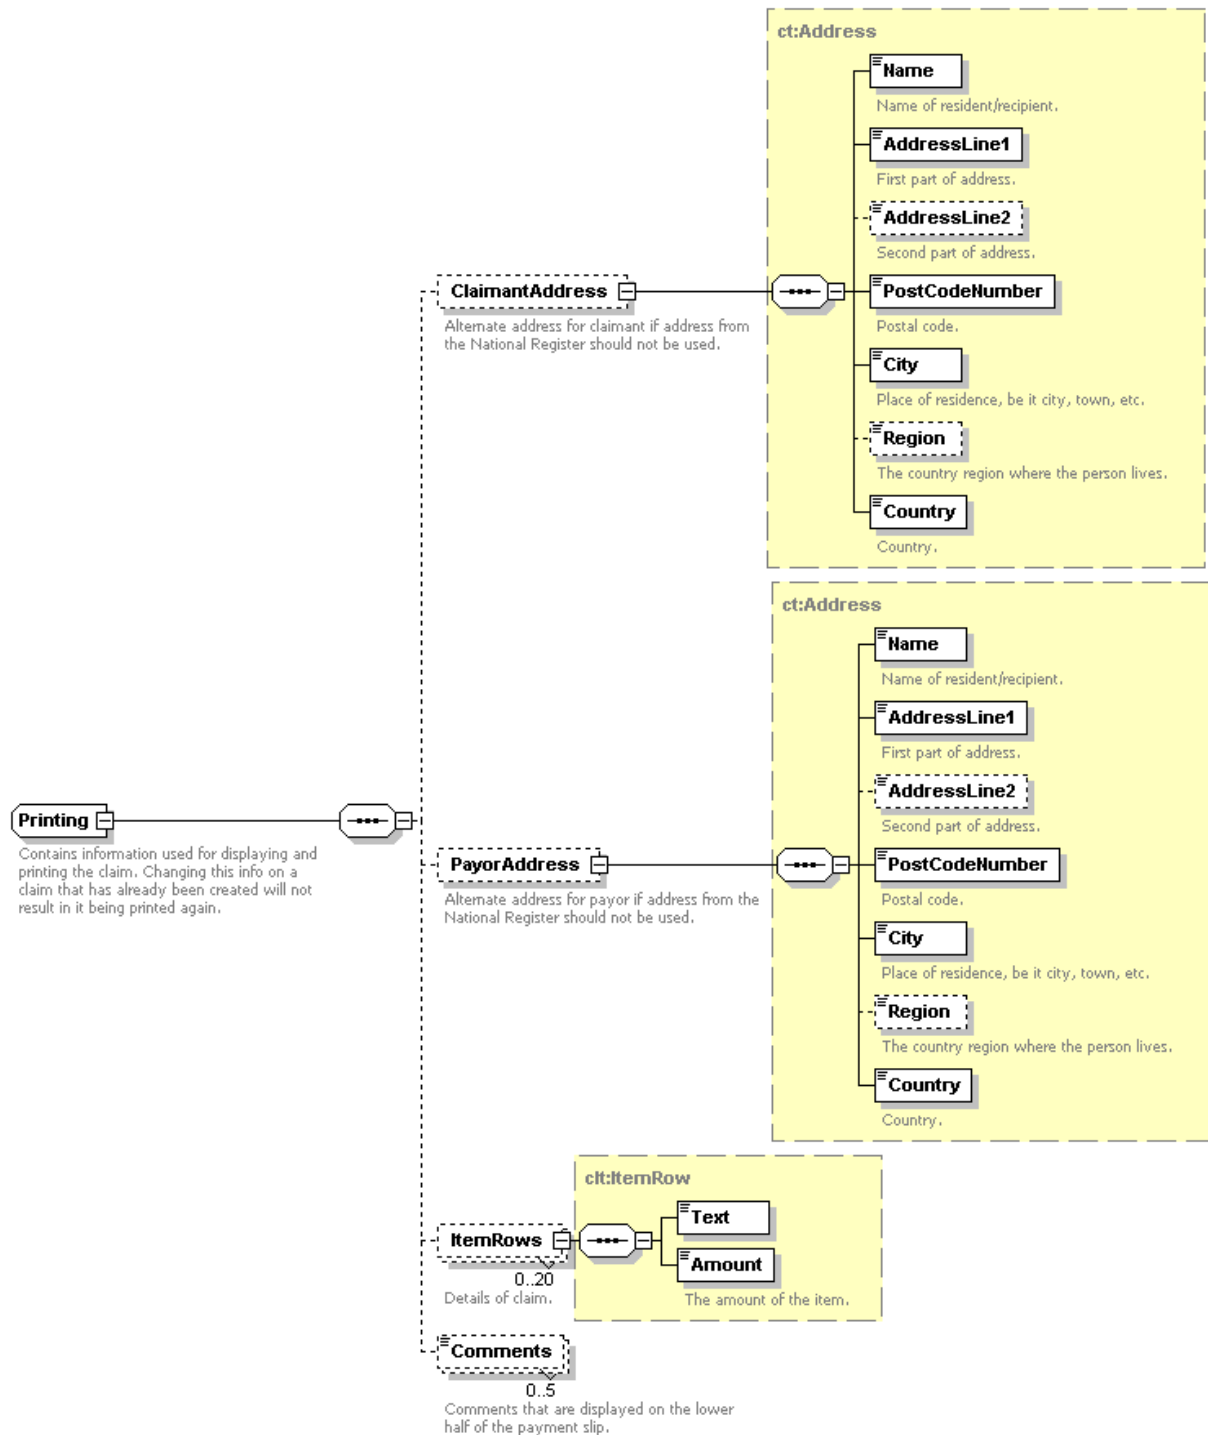 ct:Address
Name
Name of resident/recipient.
AddressLine1
First part of address.
AddressLine2
Second part of address.
ClaimantAddress
Alternate address for claimant if address from
the National Register should not be used.
PostCodeNumber
Postal code.
City
Place of residence, be it city, town, etc.
Region
The country region where the person lives.
Country
Country.
ct:Address
Name
Name of resident/recipient.
AddressLine1
First part of address.
AddressLine2
Second part of address.
Printing
Contains information used for displaying and
printing the claim. Changing this info on a
claim that has already been created will not
result in it being printed again.
PayorAddress
Alternate address for payor if address from the
National Register should not be used.
PostCodeNumber
Postal code.
City
Place of residence, be it city, town, etc.
Region
The country region where the person lives.
Country
Country.
clt:ItemRow
ItemRows
0..20
Details of claim.
Text
Amount
The amount of the item.
Comments
0..5
Comments that are displayed on the lower
half of the payment slip.